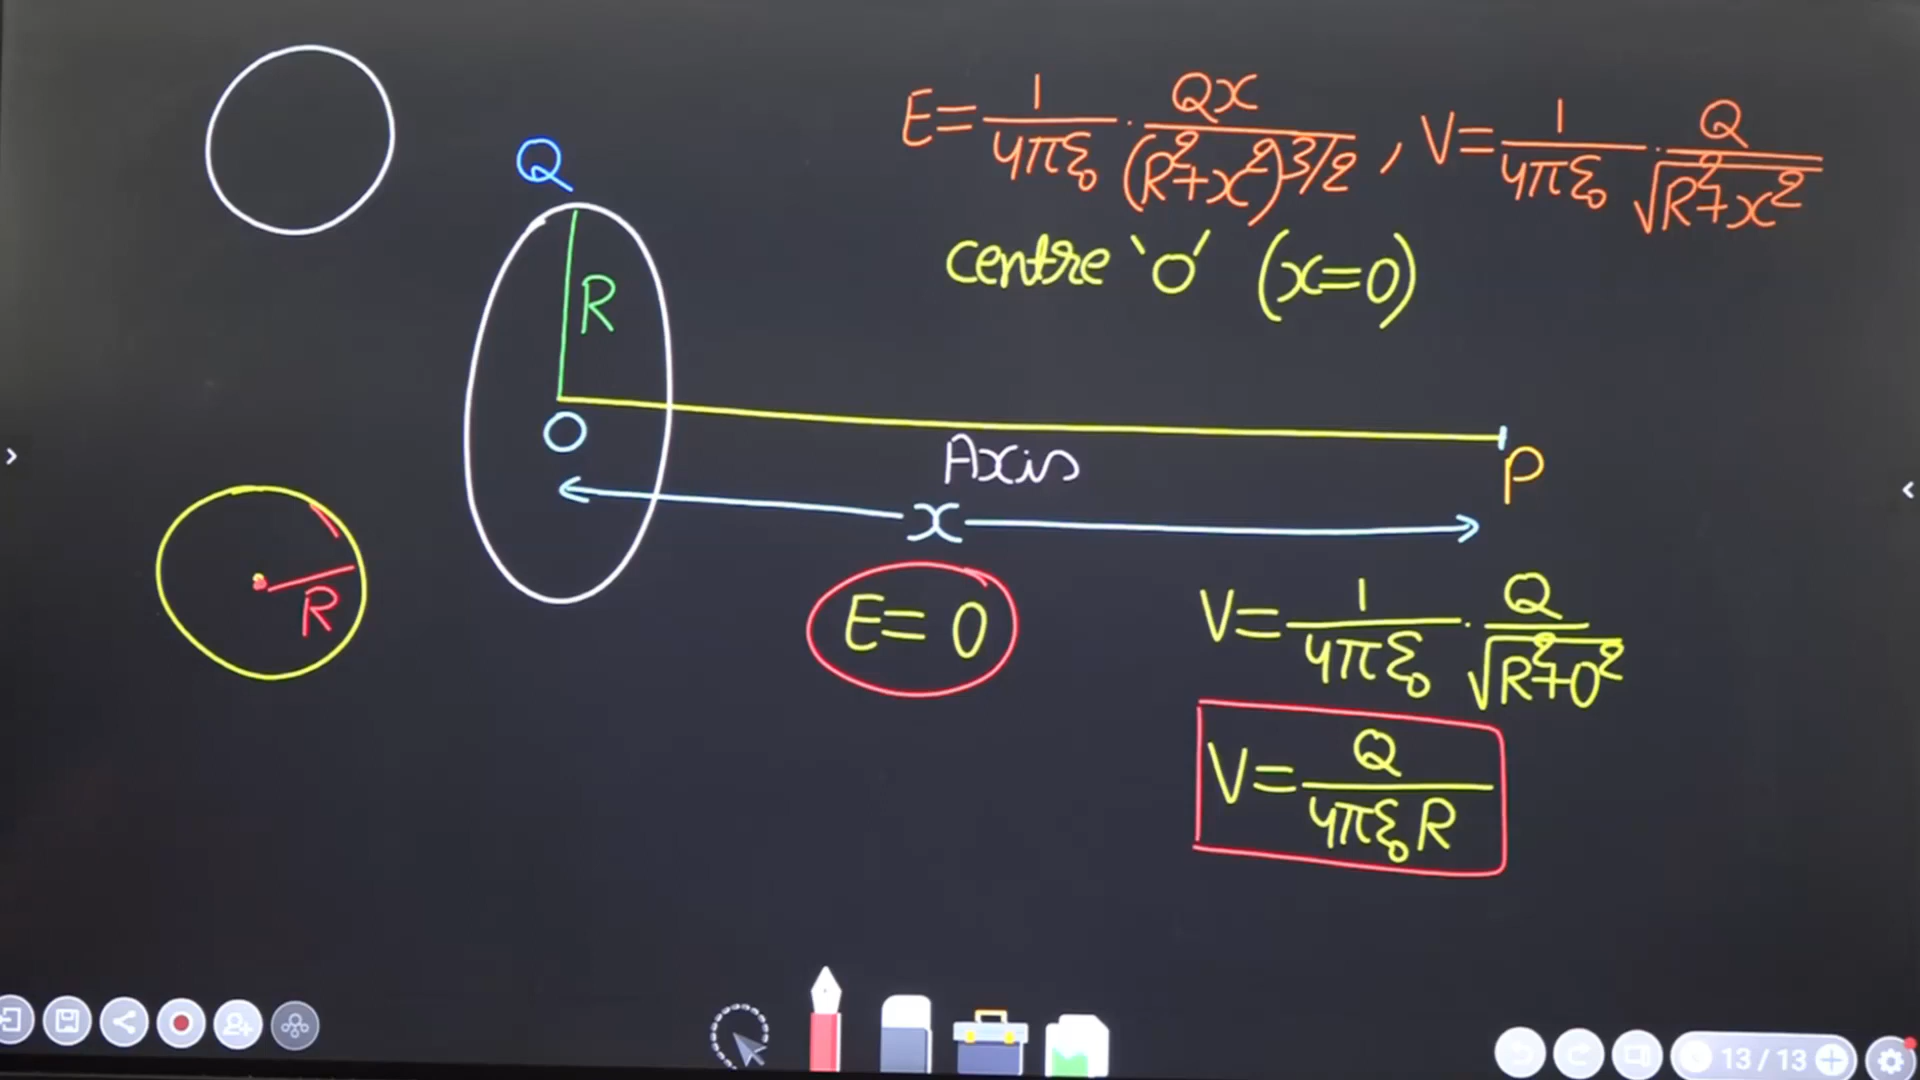 E = 1/4πε₀ · Qx/(R²+x²)^3/2 , V = 1/4πε₀ · Q/√R²+x²
Q
centre 'O' (x=0)
R
O
Axis
P
x
R
E = 0
V = 1/4πε₀ · Q/√R²+0²
V = Q/4πε₀R
13 / 13